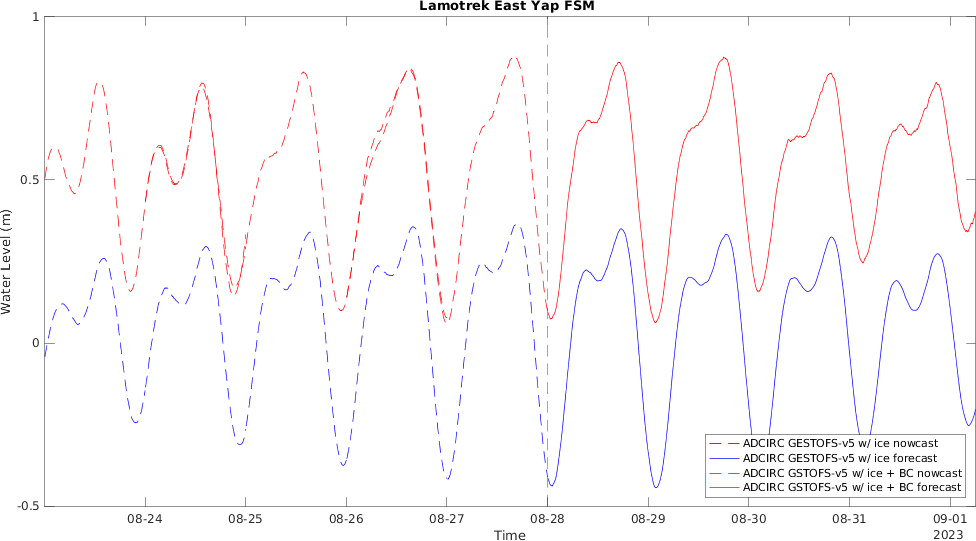 Lamotrek East Yap FSM
1
0.5
0
-0.5
Water Level (m)
08-24
08-25
08-26
08-27
08-28
08-29
08-30
08-31
09-01
2023
Time
ADCIRC GESTOFS-v5 w/ ice nowcast
ADCIRC GESTOFS-v5 w/ ice forecast
ADCIRC GSTOFS-v5 w/ ice + BC nowcast
ADCIRC GSTOFS-v5 w/ ice + BC forecast